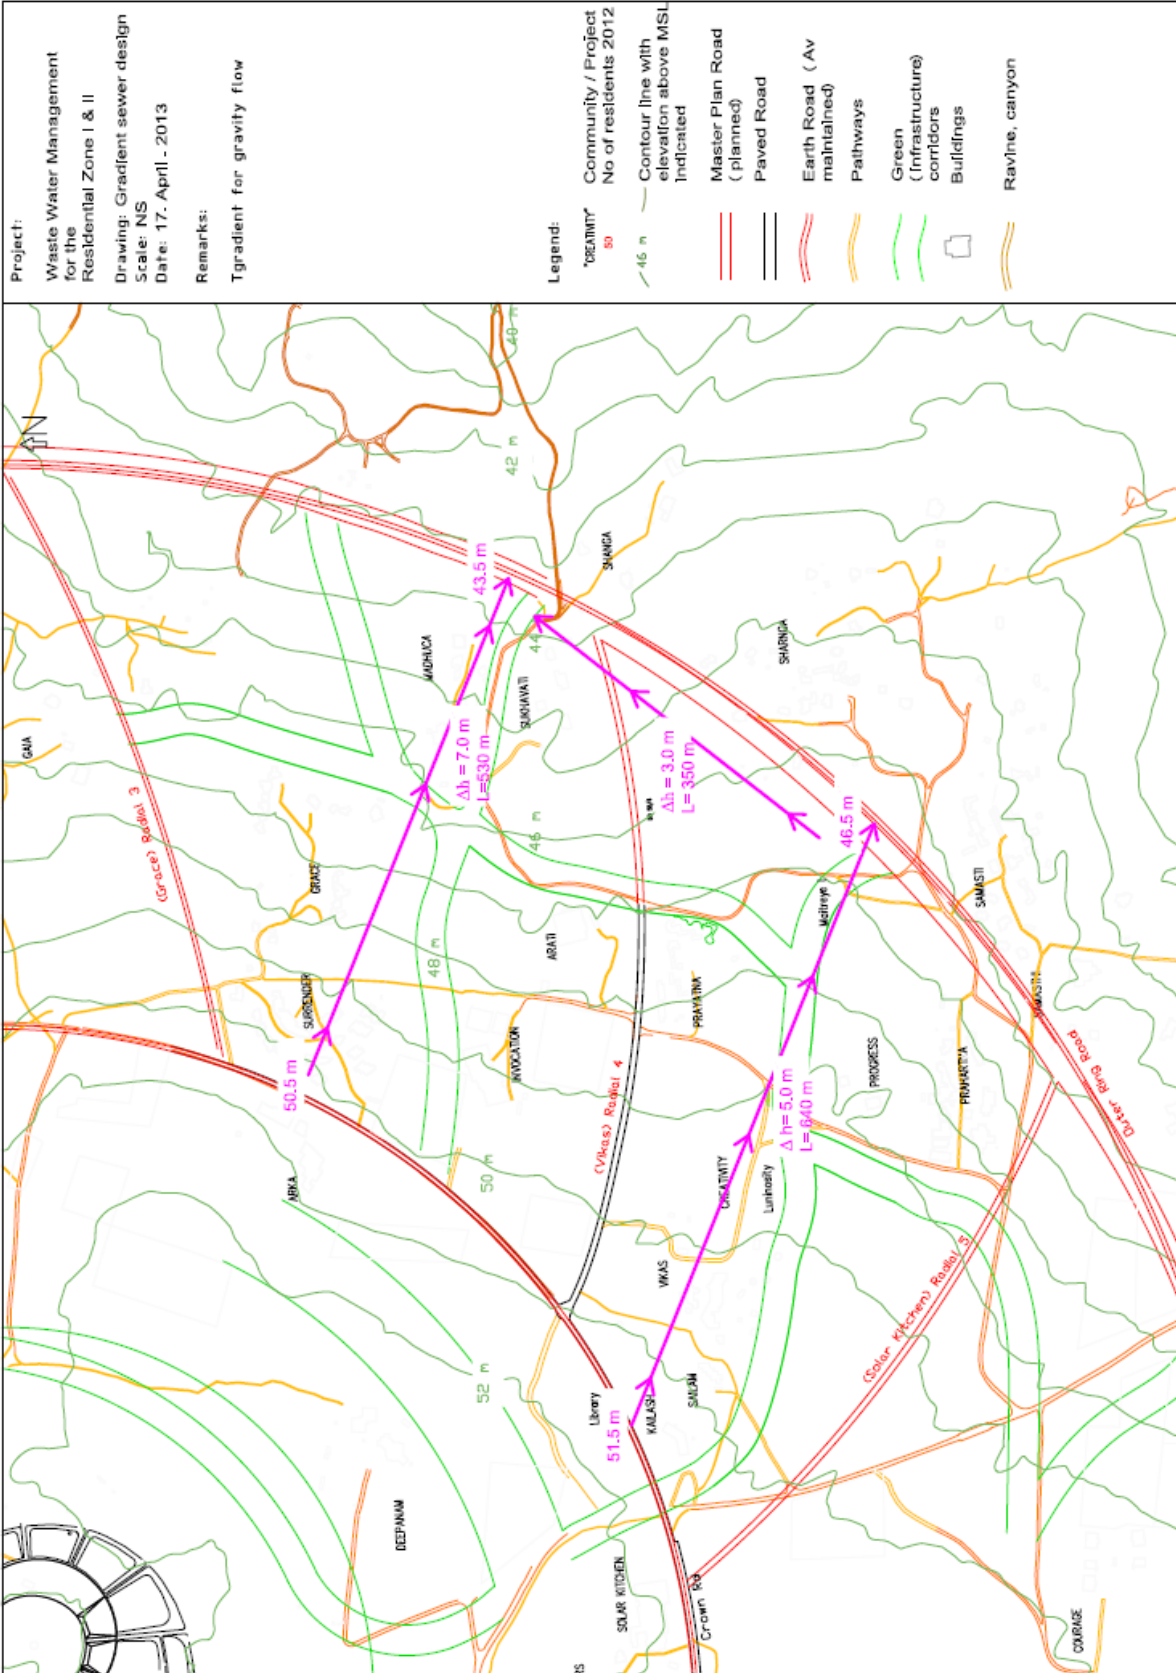 Project:
Waste Water Management
for the
Residential Zone I & II
Drawing: Gradient sewer design
Scale: NS
Date: 17. April - 2013
Remarks:
Tgradient for gravity flow
Legend:
"CREATIVITY"
50
Community / Project
No of residents 2012
46 m
Contour line with
elevation above MSL
indicated
Master Plan Road
( planned)
Paved Road
Earth Road ( Av
maintained)
Pathways
Green
( Infrastructure)
corridors
Buildings
Ravine, canyon
N
GAIA
(Grace) Radial 3
GRACE
SURRENDER
50.5 m
ARKA
DEEPANAM
MADHUCA
43.5 m
42 m
40 m
Δh = 7.0 m
L=530 m
SUKHAVATI
44
46 m
48 m
50 m
52 m
ARATI
INVOCATION
SHANGA
(Vikas) Radial 4
Δh = 3.0 m
L= 350 m
PRAYATNA
SHARNGA
46.5 m
Maitreye
SAMASTI
PROGRESS
PRAHARTNA
Δ h= 5.0 m
L= 640 m
CREATIVITY
Luminosity
VIKAS
Library
51.5 m
KAILASH
SAILAM
SOLAR KITCHEN
Crown Rd
(Solar Kitchen) Radial 5
Outer Ring Road
COURAGE
RS